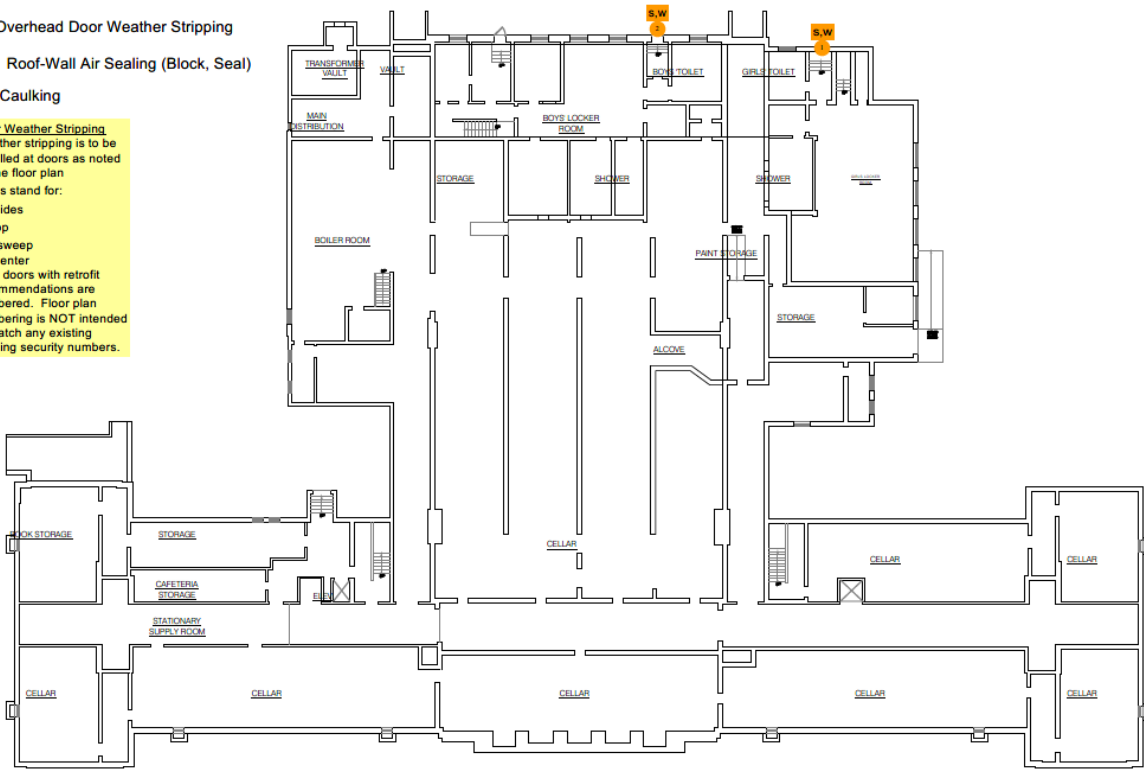 Overhead Door Weather Stripping
Roof-Wall Air Sealing (Block, Seal)
Caulking
Weather Stripping
ther stripping is to be
lled at doors as noted
e floor plan
s stand for:
ides
op
sweep
enter
doors with retrofit
mmendations are
bered. Floor plan
bering is NOT intended
atch any existing
ing security numbers.
S,W
2
S,W
1
TRANSFORMER
VAULT
VAULT
BOYS TOILET
GIRLS TOILET
MAIN
DISTRIBUTION
BOYS LOCKER
ROOM
STORAGE
SHOWER
SHOWER
BOILER ROOM
PAINT STORAGE
STORAGE
ALCOVE
BOOK STORAGE
STORAGE
CELLAR
CELLAR
CELLAR
CAFETERIA
STORAGE
ELEV
STATIONARY
SUPPLY ROOM
CELLAR
CELLAR
CELLAR
CELLAR
CELLAR